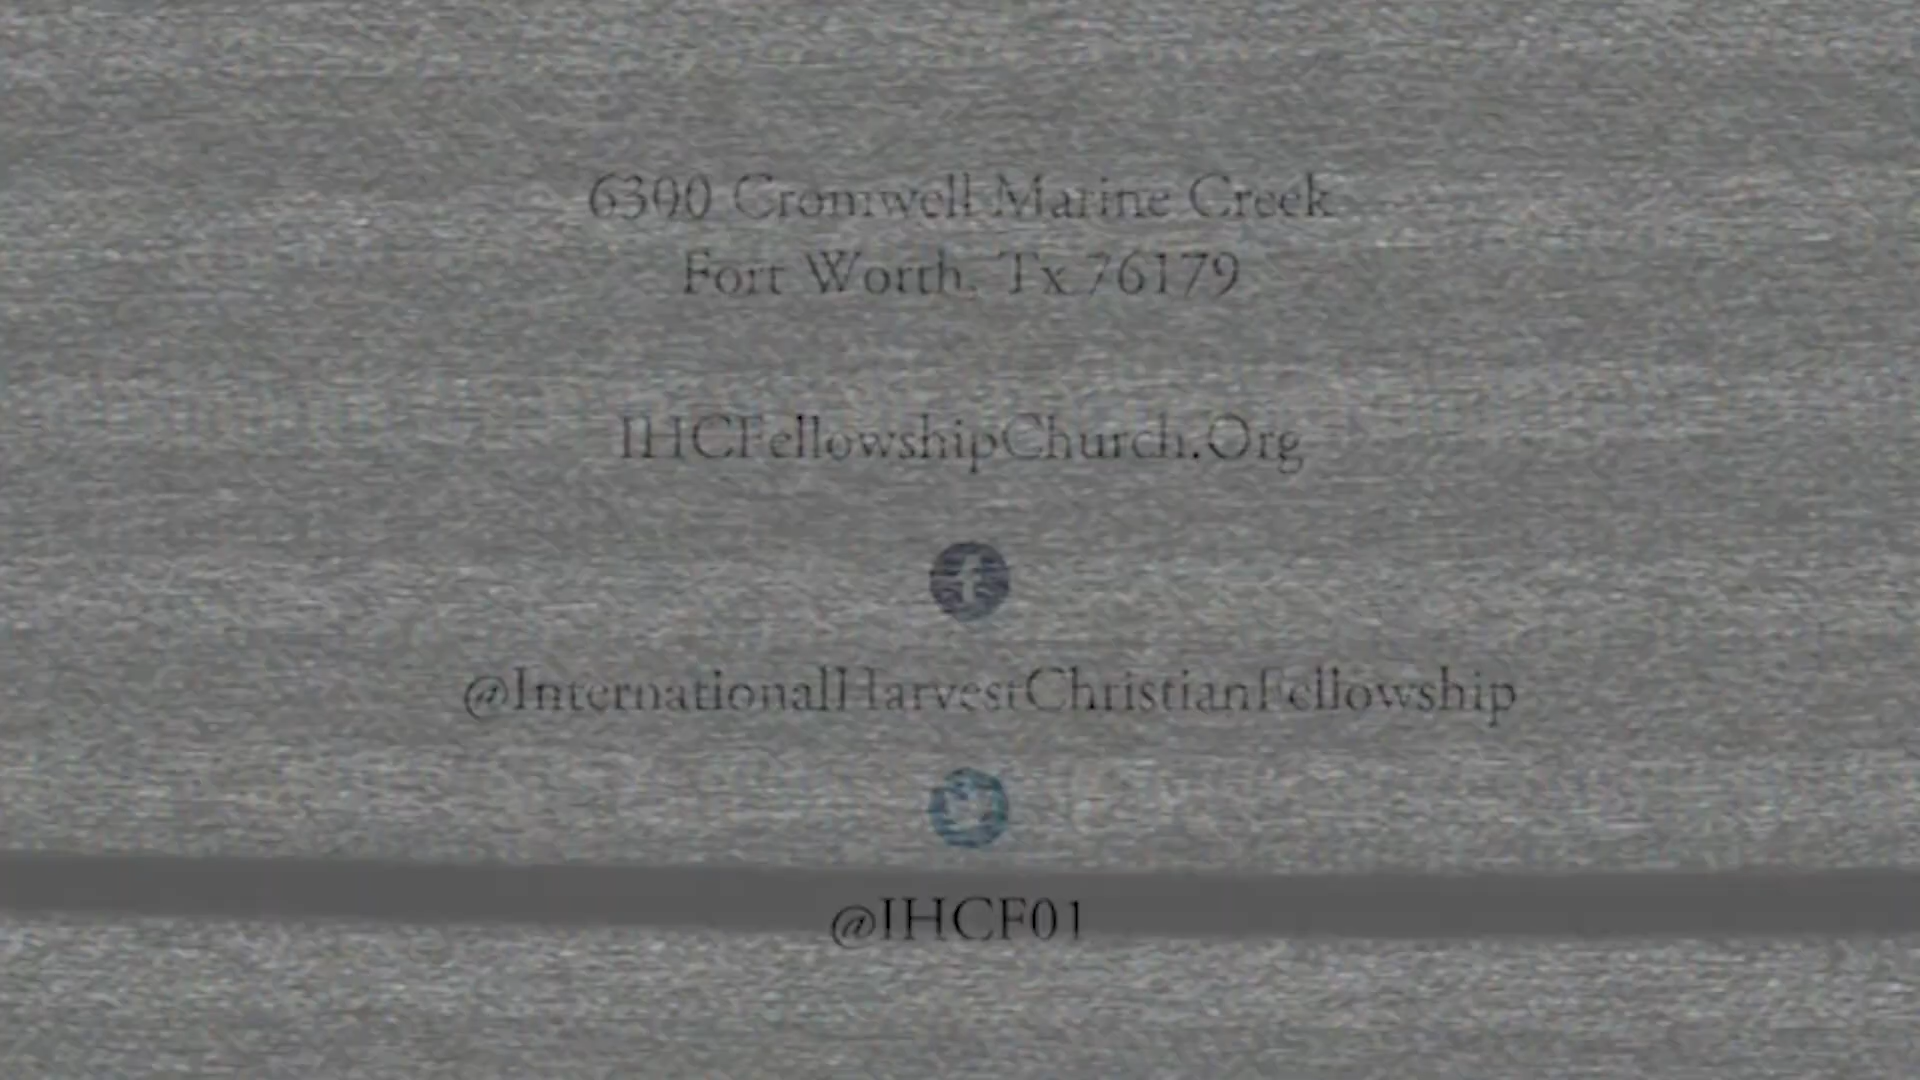 6300 Cromwell Marine Creek
Fort Worth, Tx 76179
IHCFellowshipChurch.Org
@InternationalHarvestChristianFellowship
@IHCF01